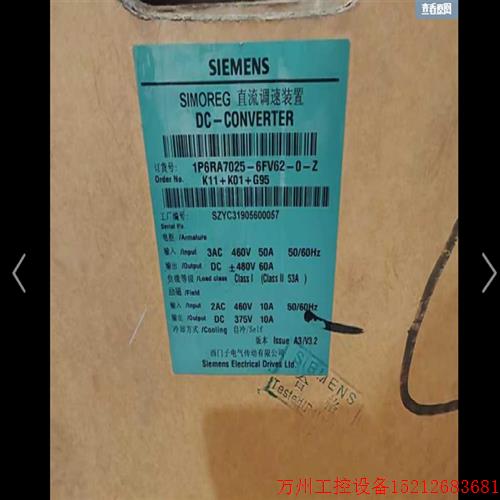 查看原图
SIEMENS
SIMOREG 直流调速装置
DC-CONVERTER
订货号: 1P6RA7025-6FV62-0-Z
Order No. K11+K01+G95
工厂编号: SZYC31905600057
Serial No.
电枢 /Armature
输入 /Input 3AC 460V 50A 50/60Hz
输出 /Output DC ±480V 60A
负载等级 /Load class Class I (Class II 53A )
励磁 /Field
输入 /Input 2AC 460V 10A 50/60Hz
输出 /Output DC 375V 10A
冷却方式 /Cooling 自冷/Self
版本 Issue A3/V3.2
西门子电气传动有限公司
Siemens Electrical Drives Ltd.
SIEMENS
合格
Tested
万州工控设备15212683681